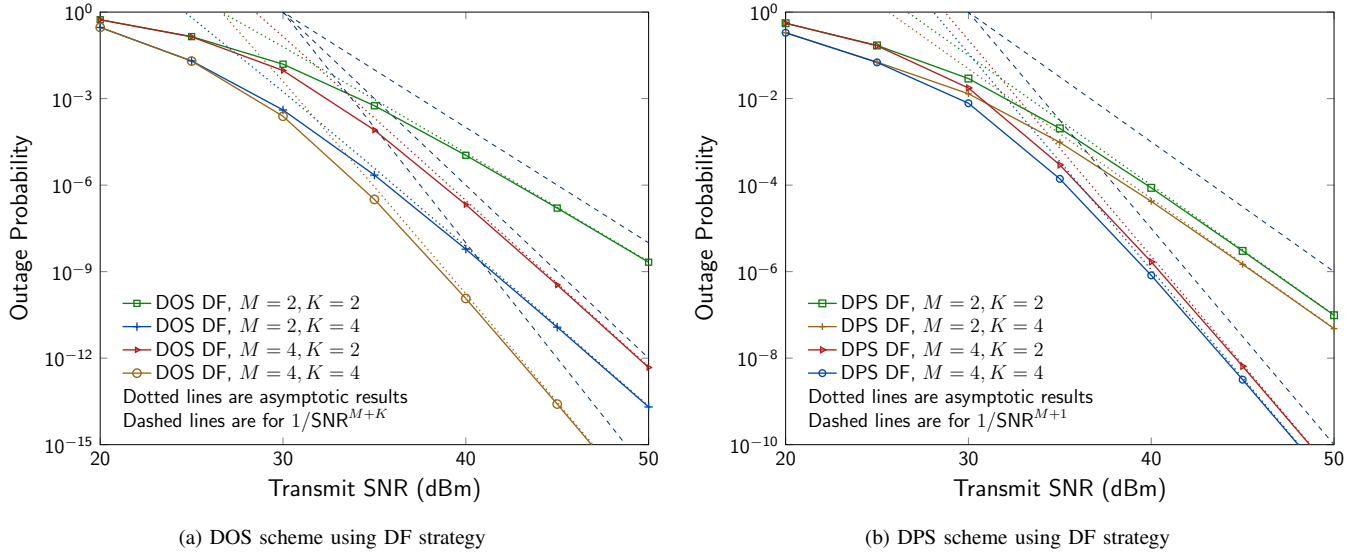 10^0
10^−3
10^−6
10^−9
10^−12
10^−15
20
30
40
50
Outage Probability
Transmit SNR (dBm)
DOS DF, M = 2, K = 2
DOS DF, M = 2, K = 4
DOS DF, M = 4, K = 2
DOS DF, M = 4, K = 4
Dotted lines are asymptotic results
Dashed lines are for 1/SNR^{M+K}
(a) DOS scheme using DF strategy
10^0
10^−2
10^−4
10^−6
10^−8
10^−10
20
30
40
50
Outage Probability
Transmit SNR (dBm)
DPS DF, M = 2, K = 2
DPS DF, M = 2, K = 4
DPS DF, M = 4, K = 2
DPS DF, M = 4, K = 4
Dotted lines are asymptotic results
Dashed lines are for 1/SNR^{M+1}
(b) DPS scheme using DF strategy